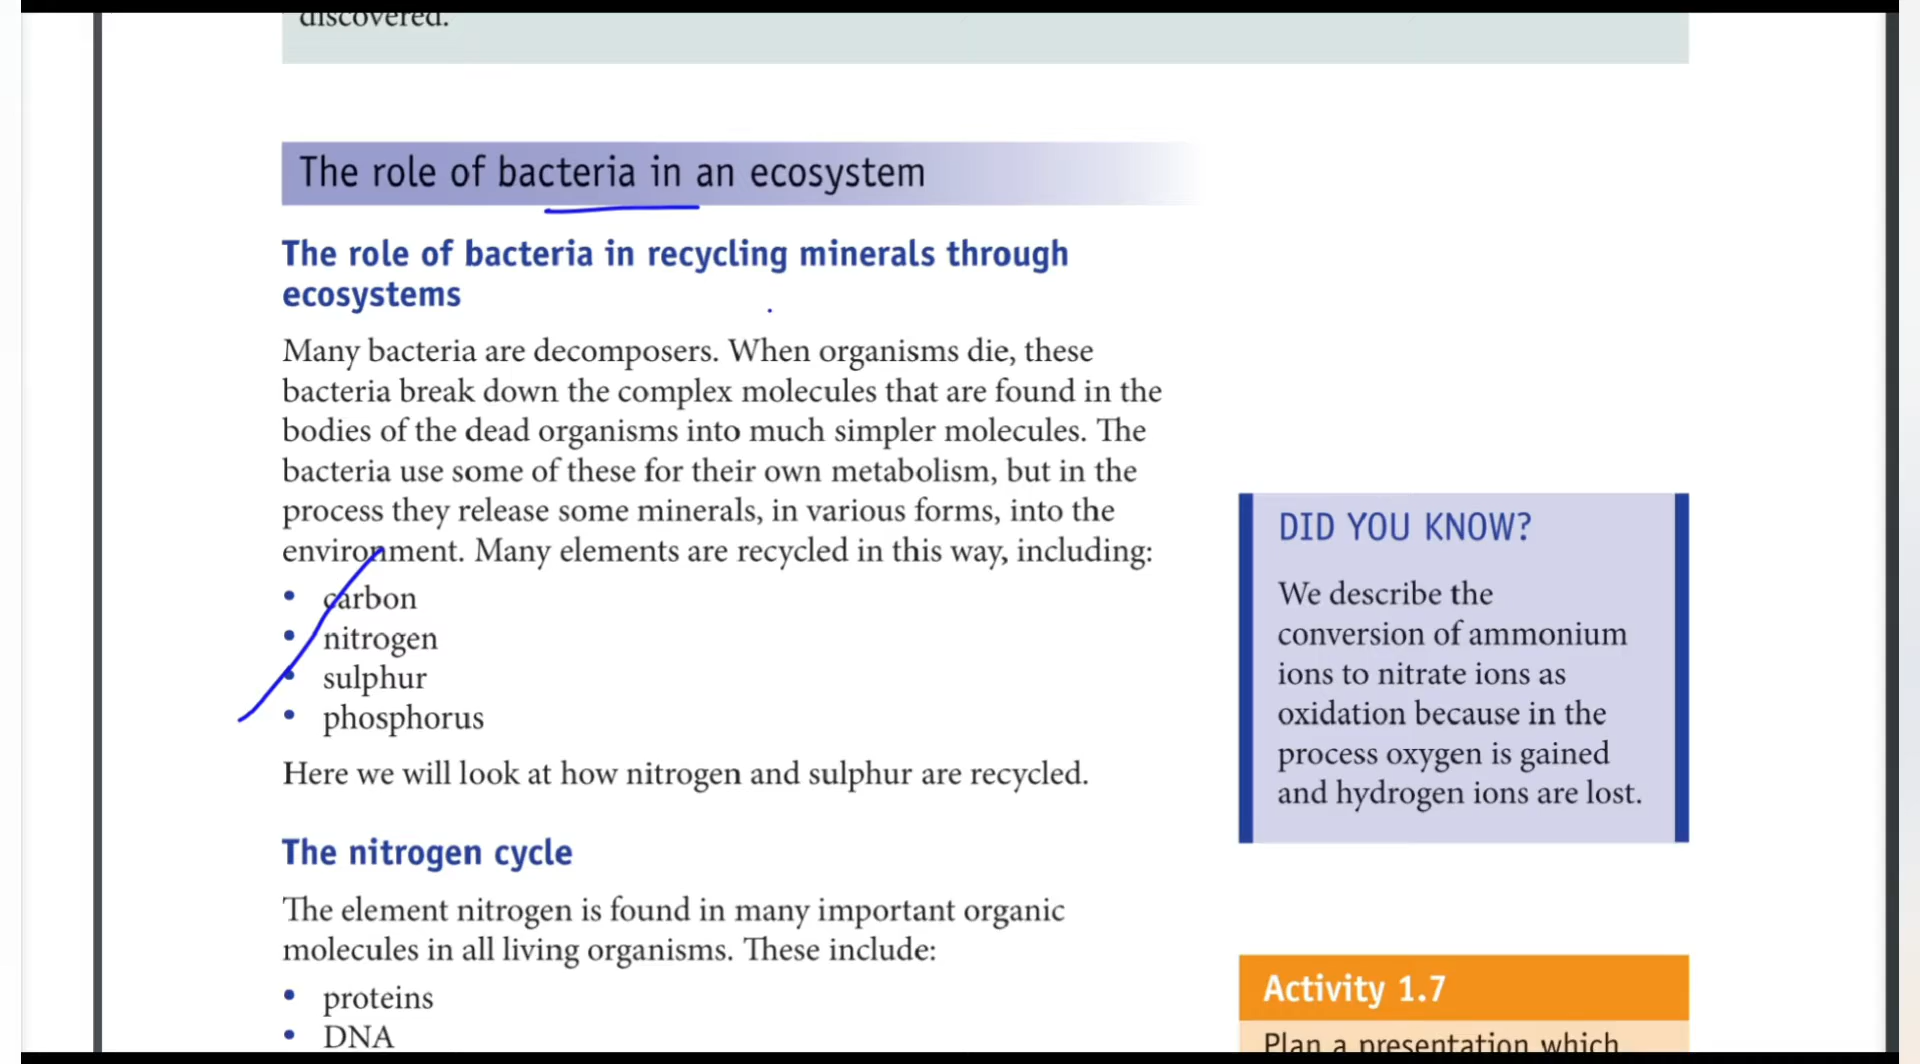 discovered.
The role of bacteria in an ecosystem
The role of bacteria in recycling minerals through
ecosystems
Many bacteria are decomposers. When organisms die, these
bacteria break down the complex molecules that are found in the
bodies of the dead organisms into much simpler molecules. The
bacteria use some of these for their own metabolism, but in the
process they release some minerals, in various forms, into the
environment. Many elements are recycled in this way, including:
• carbon
• nitrogen
• sulphur
• phosphorus
Here we will look at how nitrogen and sulphur are recycled.
The nitrogen cycle
The element nitrogen is found in many important organic
molecules in all living organisms. These include:
• proteins
• DNA
DID YOU KNOW?
We describe the
conversion of ammonium
ions to nitrate ions as
oxidation because in the
process oxygen is gained
and hydrogen ions are lost.
Activity 1.7
Plan a presentation which